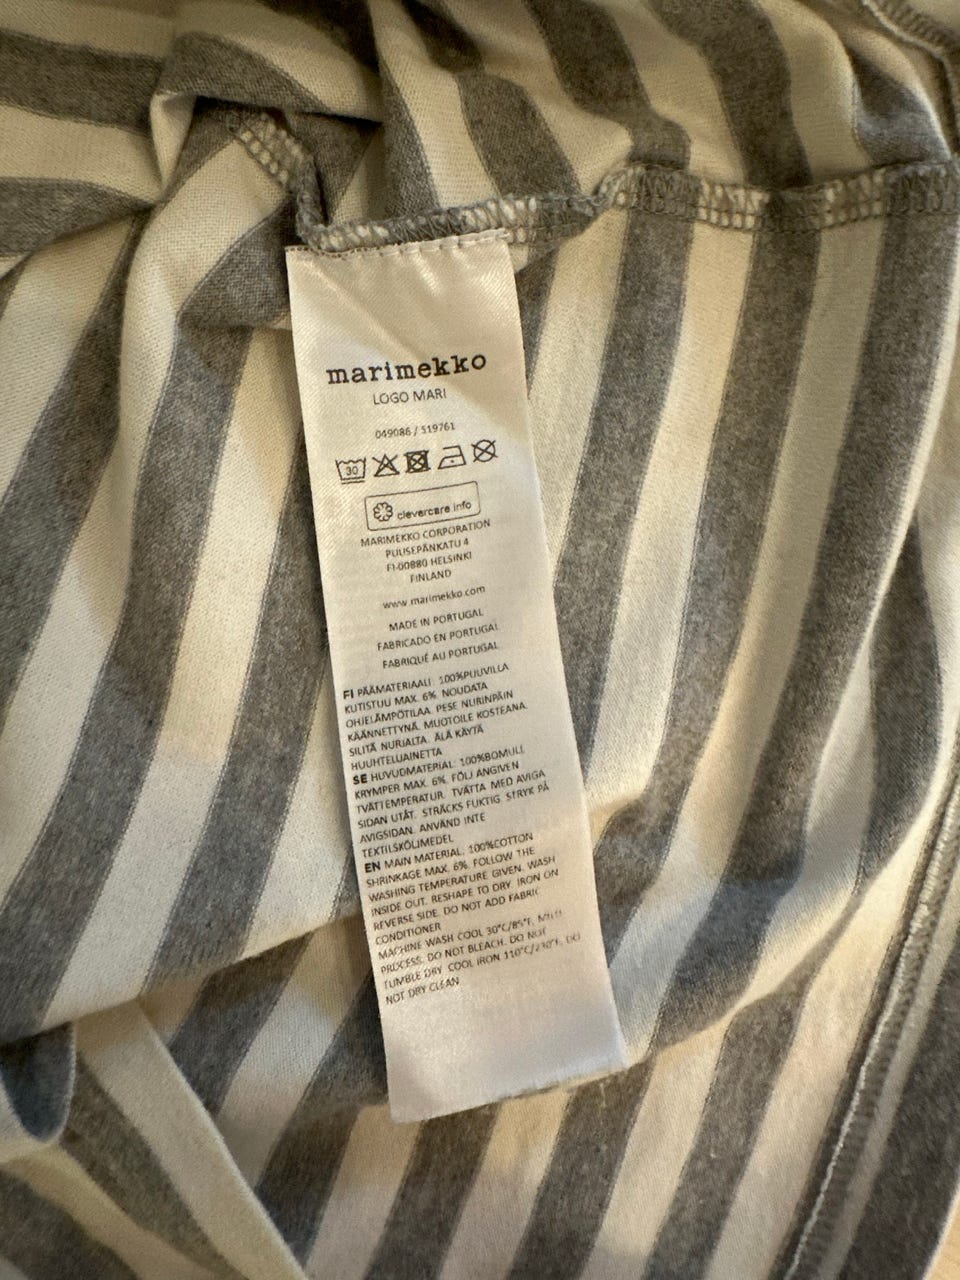 marimekko
LOGO MARI
049086 / 519761
30
clevercare info
MARIMEKKO CORPORATION
PUUSEPÄNKATU 4
FI-00880 HELSINKI
FINLAND
www.marimekko.com
MADE IN PORTUGAL
FABRICADO EN PORTUGAL
FABRIQUÉ AU PORTUGAL
FI PÄÄMATERIAALI: 100%PUUVILLA
KUTISTUU MAX. 6%. NOUDATA
OHJELÄMPÖTILAA. PESE NURINPÄIN
KÄÄNNETTYNÄ. MUOTOILE KOSTEANA.
SILITÄ NURJALTA. ÄLÄ KÄYTÄ
HUUHTELUAINETTA
SE HUVUDMATERIAL: 100%BOMULL
KRYMPER MAX. 6%. FÖLJ ANGIVEN
TVÄTTEMPERATUR. TVÄTTA MED AVIGA
SIDAN UTÅT. STRÄCKS FUKTIG. STRYK PÅ
AVIGSIDAN. ANVÄND INTE
TEXTILSKÖLJMEDEL
EN MAIN MATERIAL: 100%COTTON
SHRINKAGE MAX. 6%. FOLLOW THE
WASHING TEMPERATURE GIVEN. WASH
INSIDE OUT. RESHAPE TO DRY. IRON ON
REVERSE SIDE. DO NOT ADD FABRIC
CONDITIONER
MACHINE WASH COOL 30°C/85°F, MILD
PROCESS. DO NOT BLEACH. DO NOT
TUMBLE DRY. COOL IRON 110°C/230°F. DO
NOT DRY CLEAN